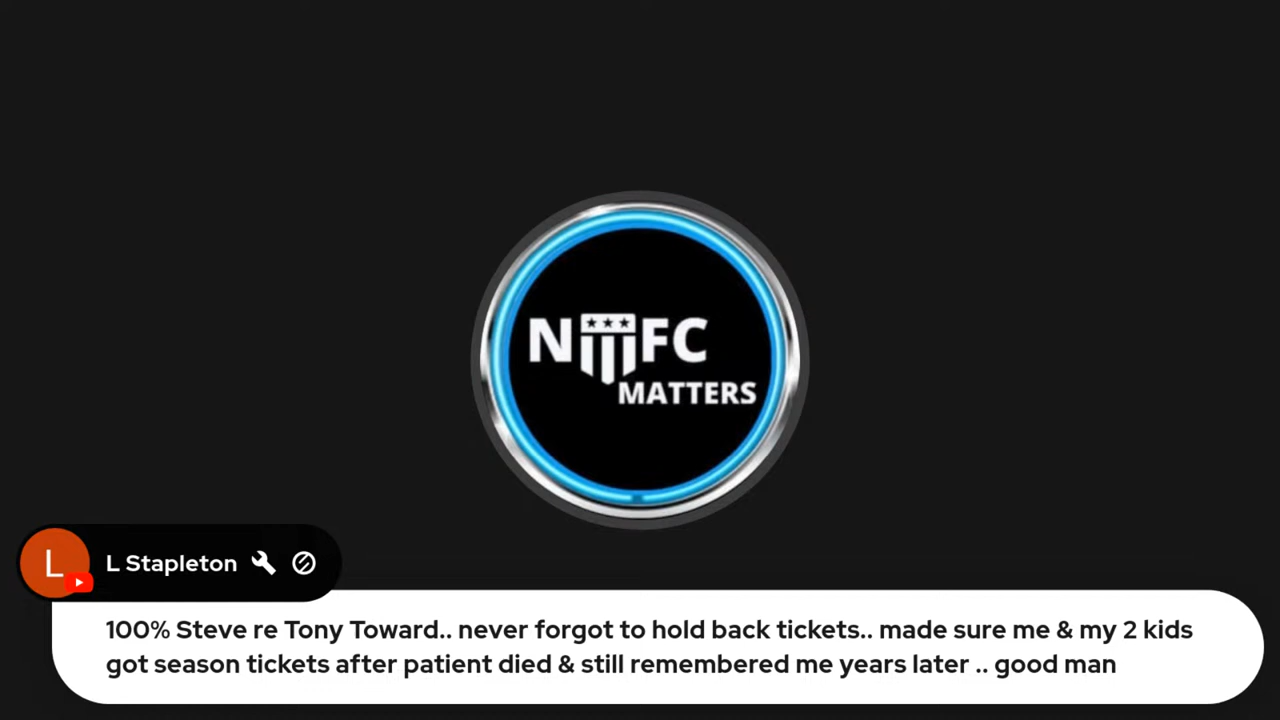 NUFC
MATTERS
L
L Stapleton
100% Steve re Tony Toward.. never forgot to hold back tickets.. made sure me & my 2 kids
got season tickets after patient died & still remembered me years later .. good man